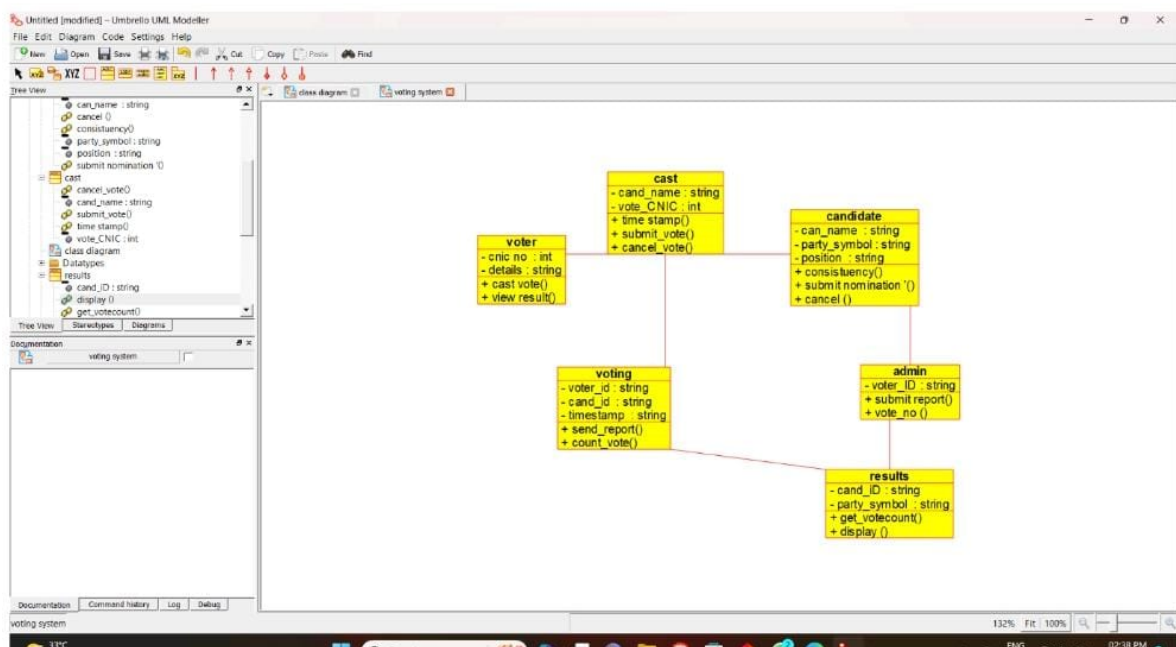 Untitled [modified] – Umbrello UML Modeller
File Edit Diagram Code Settings Help
New Open Save Cut Copy Paste Find
XYZ
Tree View
class diagram
voting system
can_name : string
cancel ()
consistuency()
party_symbol : string
position : string
submit nomination '()
cast
cancel_vote()
cand_name : string
submit_vote()
time stamp()
vote_CNIC : int
class diagram
Datatypes
results
cand_iD : string
display ()
get_votecount()
Tree View Stereotypes Diagrams
Documentation
voting system
Documentation Command history Log Debug
cast
- cand_name : string
- vote_CNIC : int
+ time stamp()
+ submit_vote()
+ cancel_vote()
candidate
- can_name : string
- party_symbol : string
- position : string
+ consistuency()
+ submit nomination '()
+ cancel ()
voter
- cnic no : int
- details : string
+ cast vote()
+ view result()
voting
- voter_id : string
- cand_id : string
- timestamp : string
+ send_report()
+ count_vote()
admin
- voter_ID : string
+ submit report()
+ vote_no ()
results
- cand_iD : string
- party_symbol : string
+ get_votecount()
+ display ()
voting system
132% Fit 100%
33°C
ENG
02:38 PM